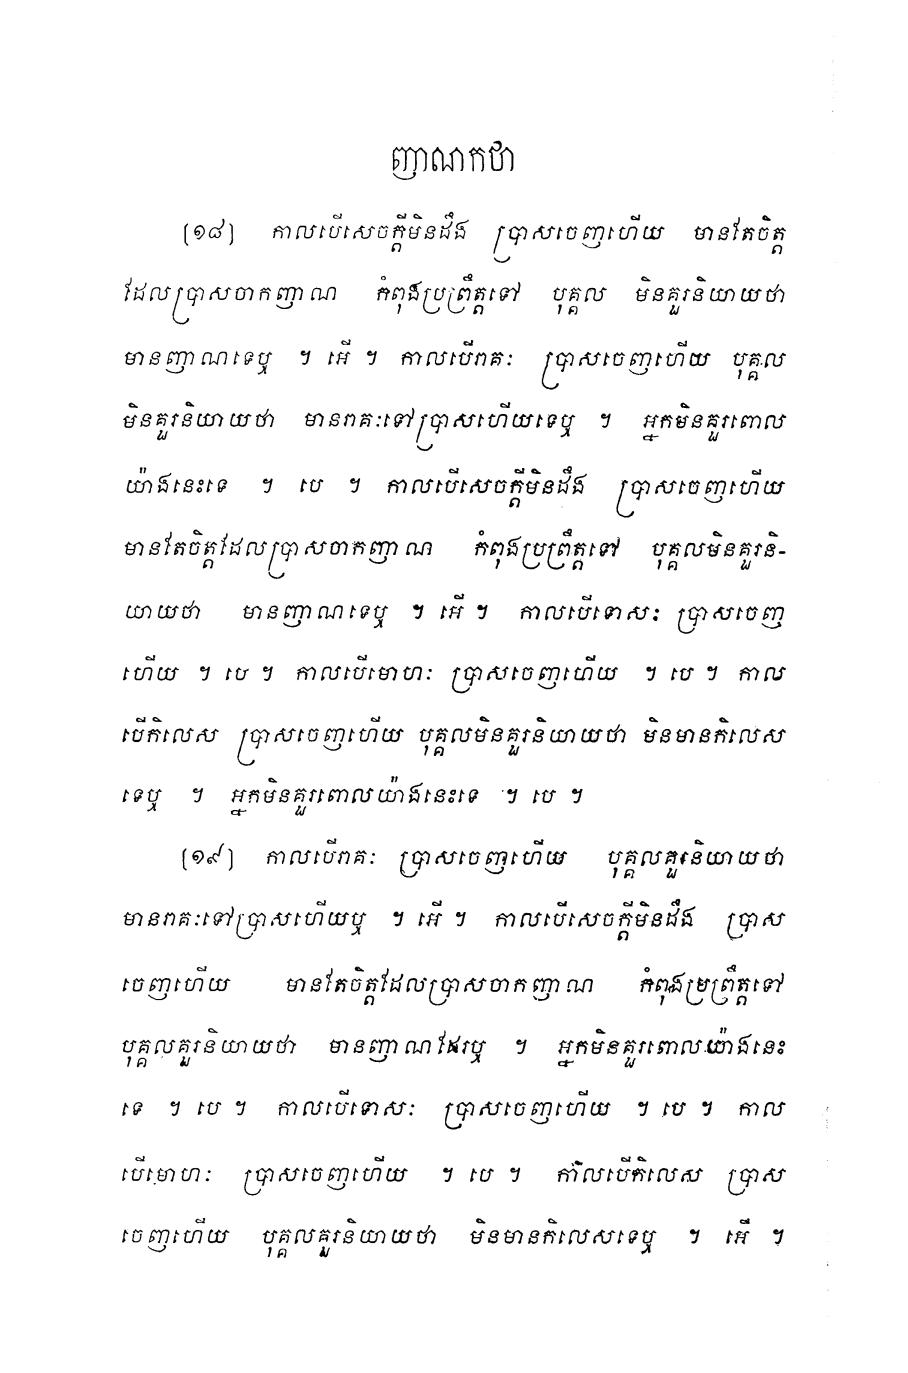 ញាណកថា
[១៨] កាលបើសេចក្តីមិនដឹង ប្រាសចេញហើយ មានតែចិត្ត
ដែលប្រាសចាកញាណ កំពុងប្រព្រឹត្តទៅ បុគ្គល មិនគួរនិយាយថា
មានញាណទេឬ ។ អើ ។ កាលបើរាគៈ ប្រាសចេញហើយ បុគ្គល
មិនគួរនិយាយថា មានរាគៈទៅប្រាសហើយទេឬ ។ អ្នកមិនគួរពោល
យ៉ាងនេះទេ ។ បេ ។ កាលបើសេចក្តីមិនដឹង ប្រាសចេញហើយ
មានតែចិត្តដែលប្រាសចាកញាណ កំពុងប្រព្រឹត្តទៅ បុគ្គលមិនគួរនិ-
យាយថា មានញាណទេឬ ។ អើ ។ កាលបើទោសៈ ប្រាសចេញ
ហើយ ។ បេ ។ កាលបើមោហៈ ប្រាសចេញហើយ ។ បេ ។ កាល
បើកិលេស ប្រាសចេញហើយ បុគ្គលមិនគួរនិយាយថា មិនមានកិលេស
ទេឬ ។ អ្នកមិនគួរពោលយ៉ាងនេះទេ ។ បេ ។
[១៩] កាលបើរាគៈ ប្រាសចេញហើយ បុគ្គលគួរនិយាយថា
មានរាគៈទៅប្រាសហើយឬ ។ អើ ។ កាលបើសេចក្តីមិនដឹង ប្រាស
ចេញហើយ មានតែចិត្តដែលប្រាសចាកញាណ កំពុងប្រព្រឹត្តទៅ
បុគ្គលគួរនិយាយថា មានញាណដែរឬ ។ អ្នកមិនគួរពោលយ៉ាងនេះ
ទេ ។ បេ ។ កាលបើទោសៈ ប្រាសចេញហើយ ។ បេ ។ កាល
បើមោហៈ ប្រាសចេញហើយ ។ បេ ។ កាលបើកិលេស ប្រាស
ចេញហើយ បុគ្គលគួរនិយាយថា មិនមានកិលេសទេឬ ។ អើ ។